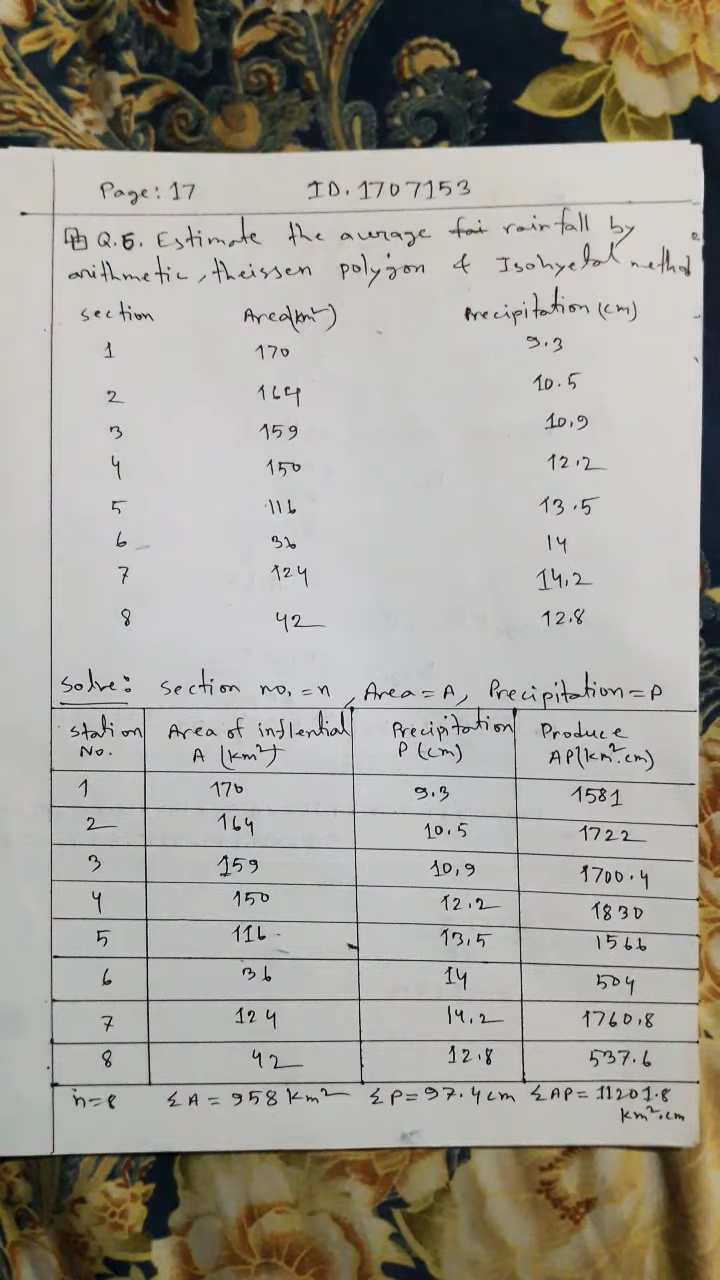 Page: 17 ID. 1707153
Q.5. Estimate the average rainfall by
arithmetic, theissen polygon & Isohyetal method
section Area(km²) Precipitation (cm)
1 170 9.3
2 164 10.5
3 159 10.9
4 150 12.2
5 116 13.5
6 36 14
7 124 14.2
8 42 12.8
Solve: Section no. = n, Area = A, Precipitation = P
Station No. Area of inflential A (km²) Precipitation P (cm) Produce AP(km².cm)
1 170 9.3 1581
2 164 10.5 1722
3 159 10,9 1700.4
4 150 12.2 1830
5 116 13,5 1566
6 36 14 504
7 124 14.2 1760.8
8 42 12.8 537.6
n=8 ΣA = 958 km² ΣP = 97.4 cm ΣAP = 11201.8
km².cm